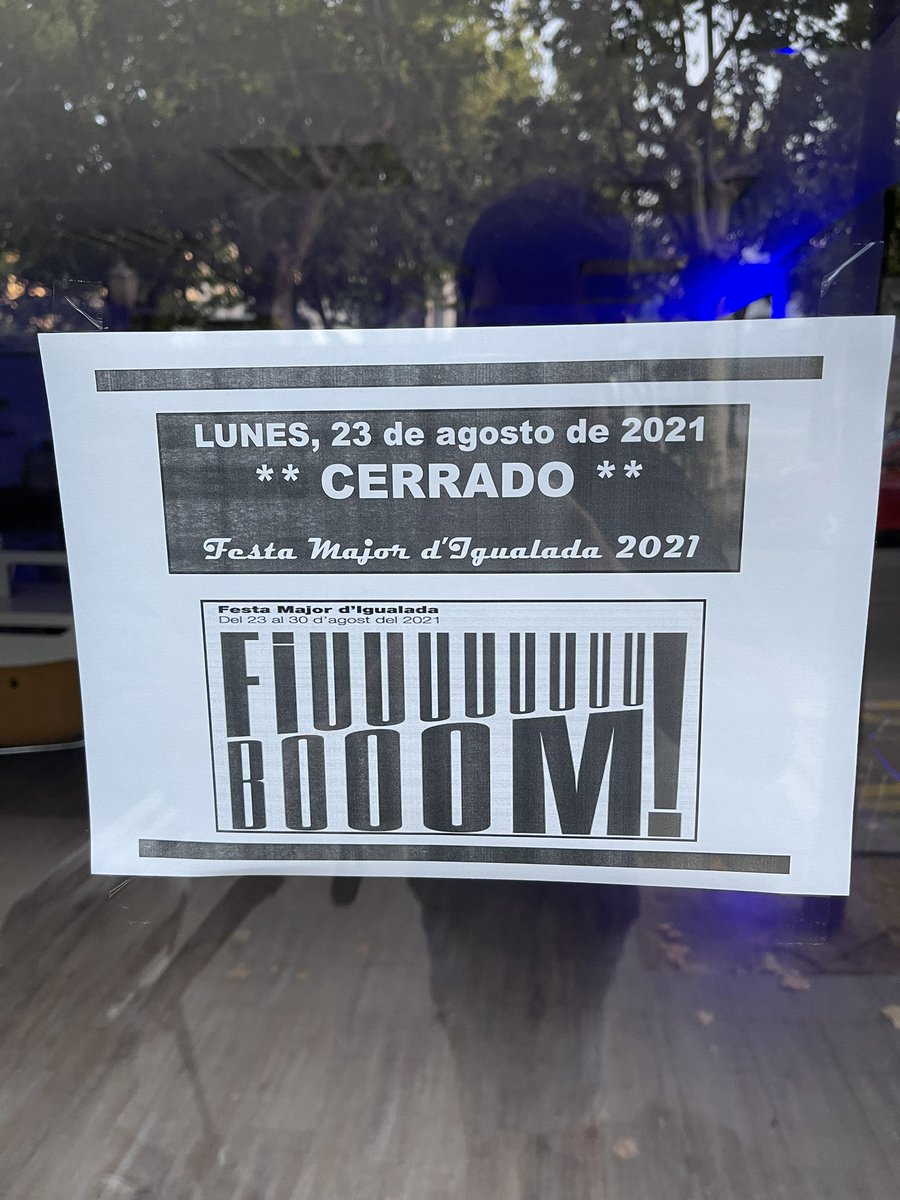 LUNES, 23 de agosto de 2021
** CERRADO **
Festa Major d'Igualada 2021
Festa Major d'Igualada
Del 23 al 30 d'agost del 2021
FiUUUUUUUU
BOOOM!